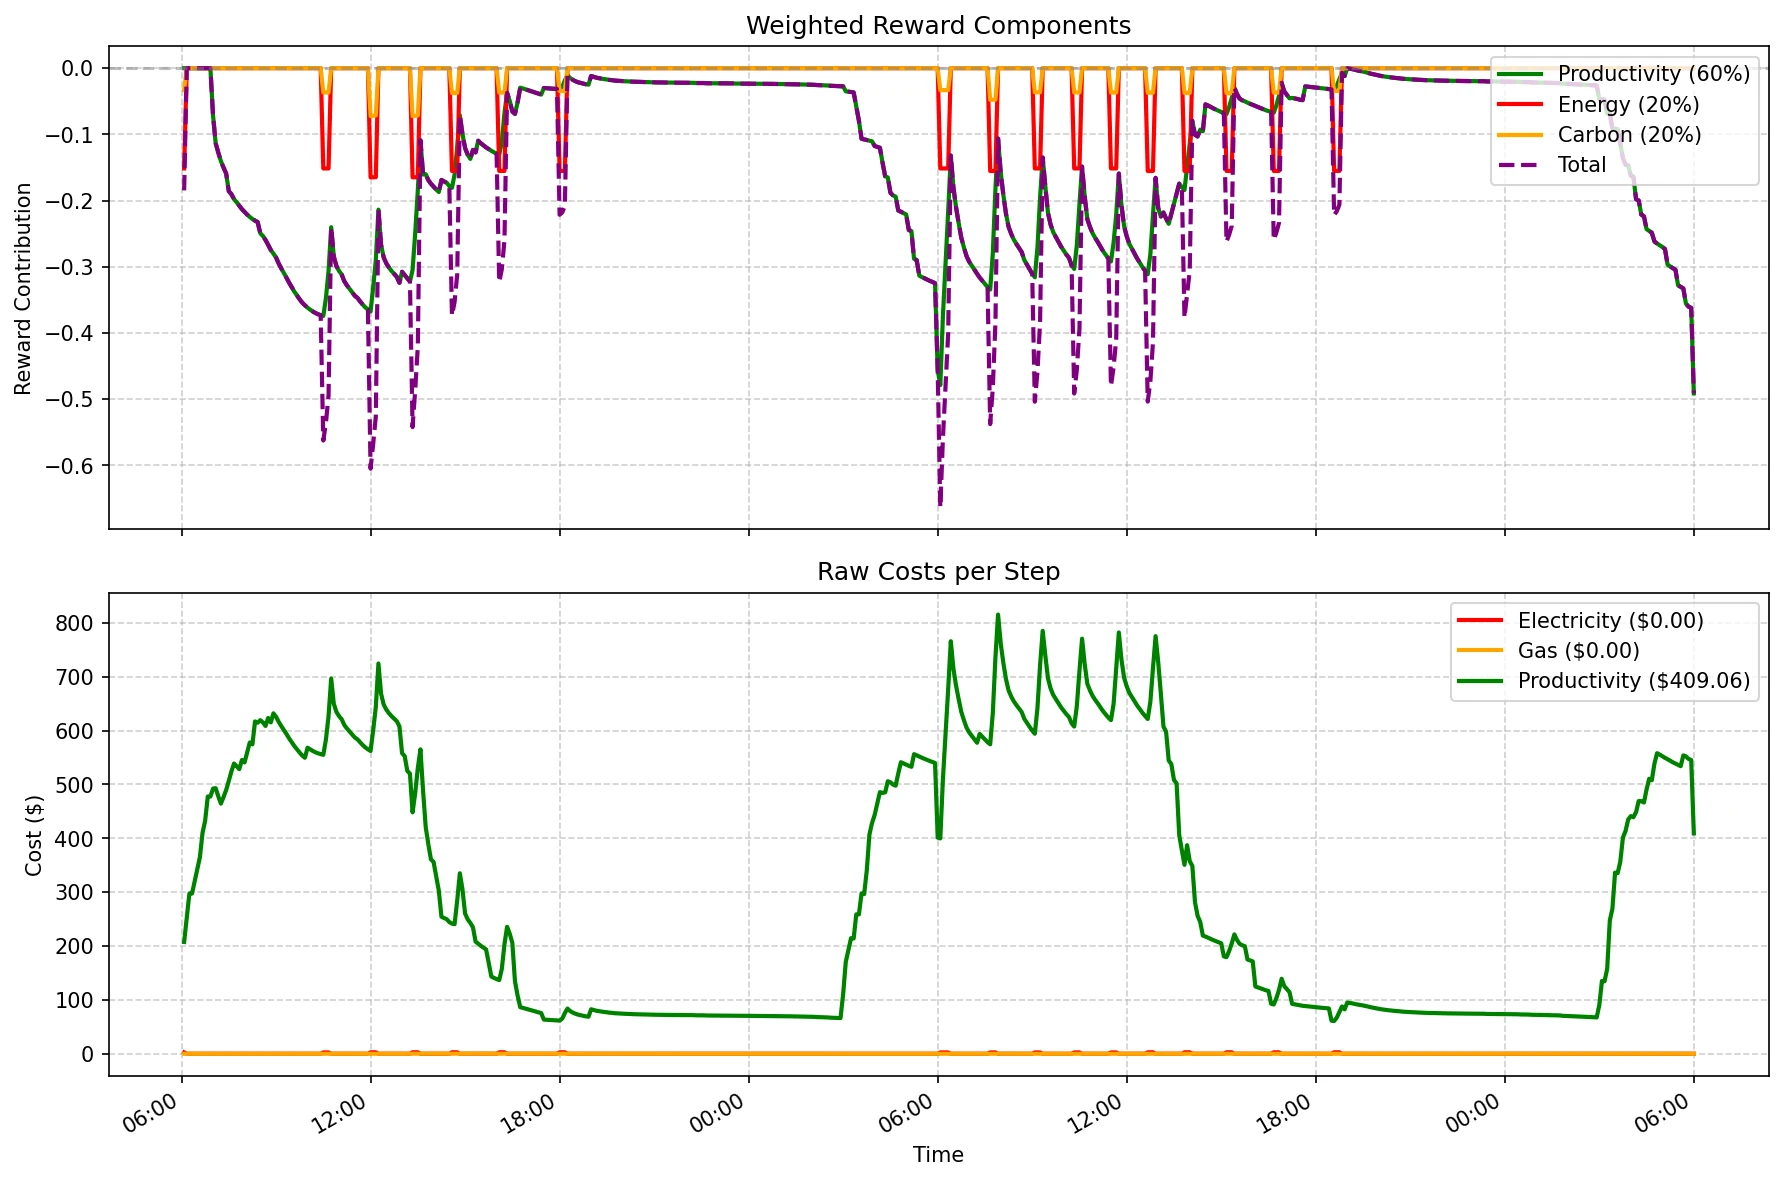 Weighted Reward Components
Reward Contribution
0.0
−0.1
−0.2
−0.3
−0.4
−0.5
−0.6
Productivity (60%)
Energy (20%)
Carbon (20%)
Total
Raw Costs per Step
Cost ($)
800
700
600
500
400
300
200
100
0
Electricity ($0.00)
Gas ($0.00)
Productivity ($409.06)
06:00 12:00 18:00 00:00 06:00 12:00 18:00 00:00 06:00
Time